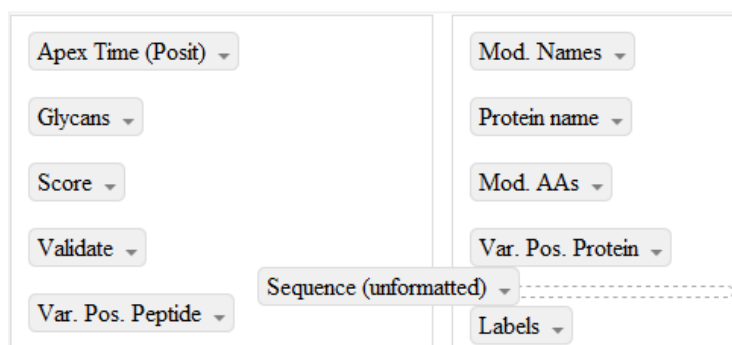 Apex Time (Posit)
Glycans
Score
Validate
Var. Pos. Peptide
Sequence (unformatted)
Mod. Names
Protein name
Mod. AAs
Var. Pos. Protein
Labels